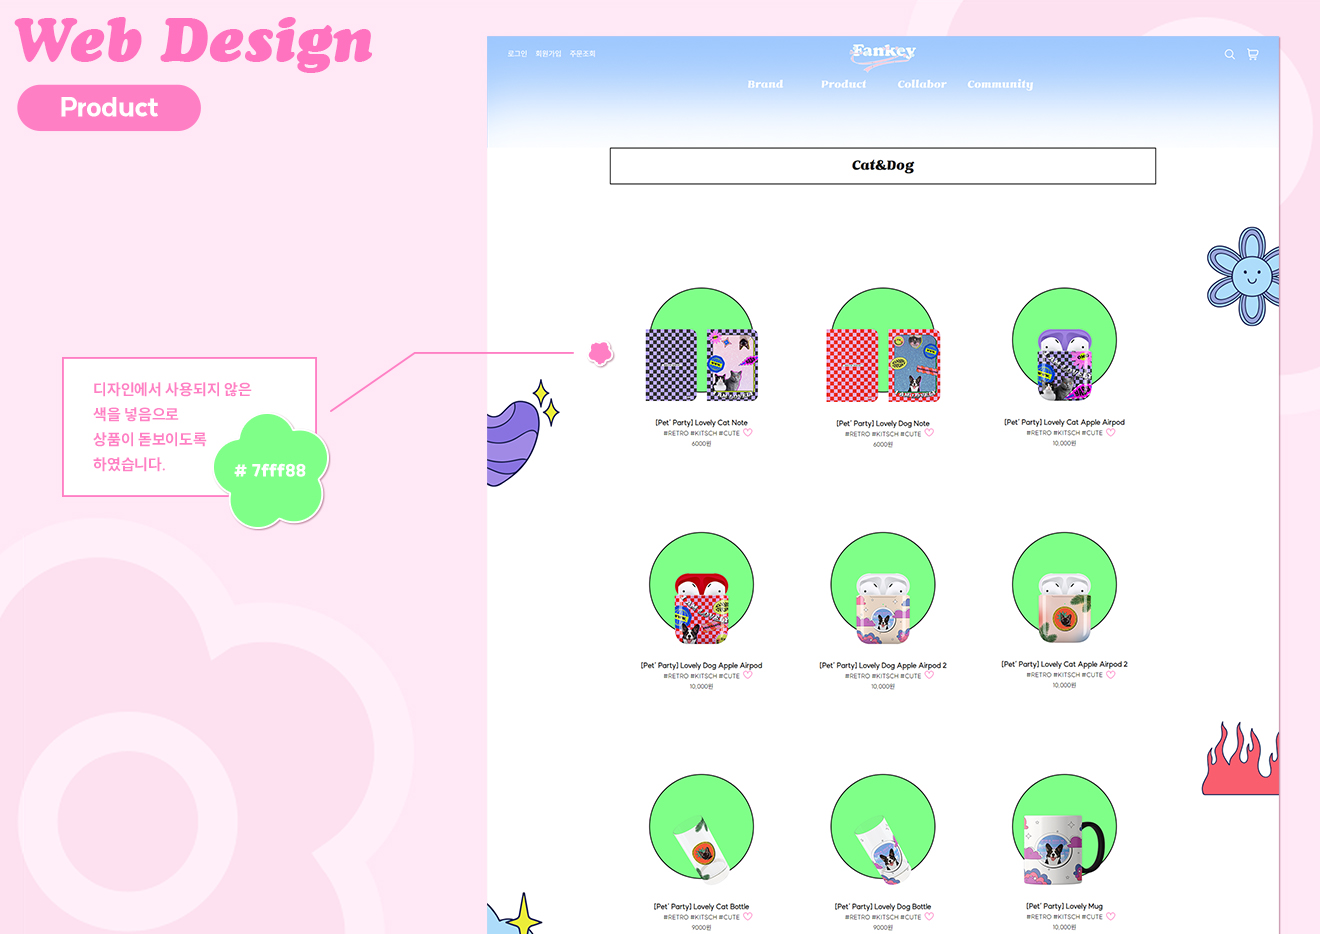 Web Design
Product
로그인 회원가입 주문조회
Fankey
Brand Product Collabor Community
Cat&Dog
디자인에서 사용되지 않은
색을 넣음으로
상품이 돋보이도록
하였습니다.
# 7fff88
[Pet' Party] Lovely Cat Note
#RETRO #KITSCH #CUTE
6000원
[Pet' Party] Lovely Dog Note
#RETRO #KITSCH #CUTE
6000원
[Pet' Party] Lovely Cat Apple Airpod
#RETRO #KITSCH #CUTE
10,000원
[Pet' Party] Lovely Dog Apple Airpod
#RETRO #KITSCH #CUTE
10,000원
[Pet' Party] Lovely Dog Apple Airpod 2
#RETRO #KITSCH #CUTE
10,000원
[Pet' Party] Lovely Cat Apple Airpod 2
#RETRO #KITSCH #CUTE
10,000원
[Pet' Party] Lovely Cat Bottle
#RETRO #KITSCH #CUTE
9000원
[Pet' Party] Lovely Dog Bottle
#RETRO #KITSCH #CUTE
9000원
[Pet' Party] Lovely Mug
#RETRO #KITSCH #CUTE
10,000원